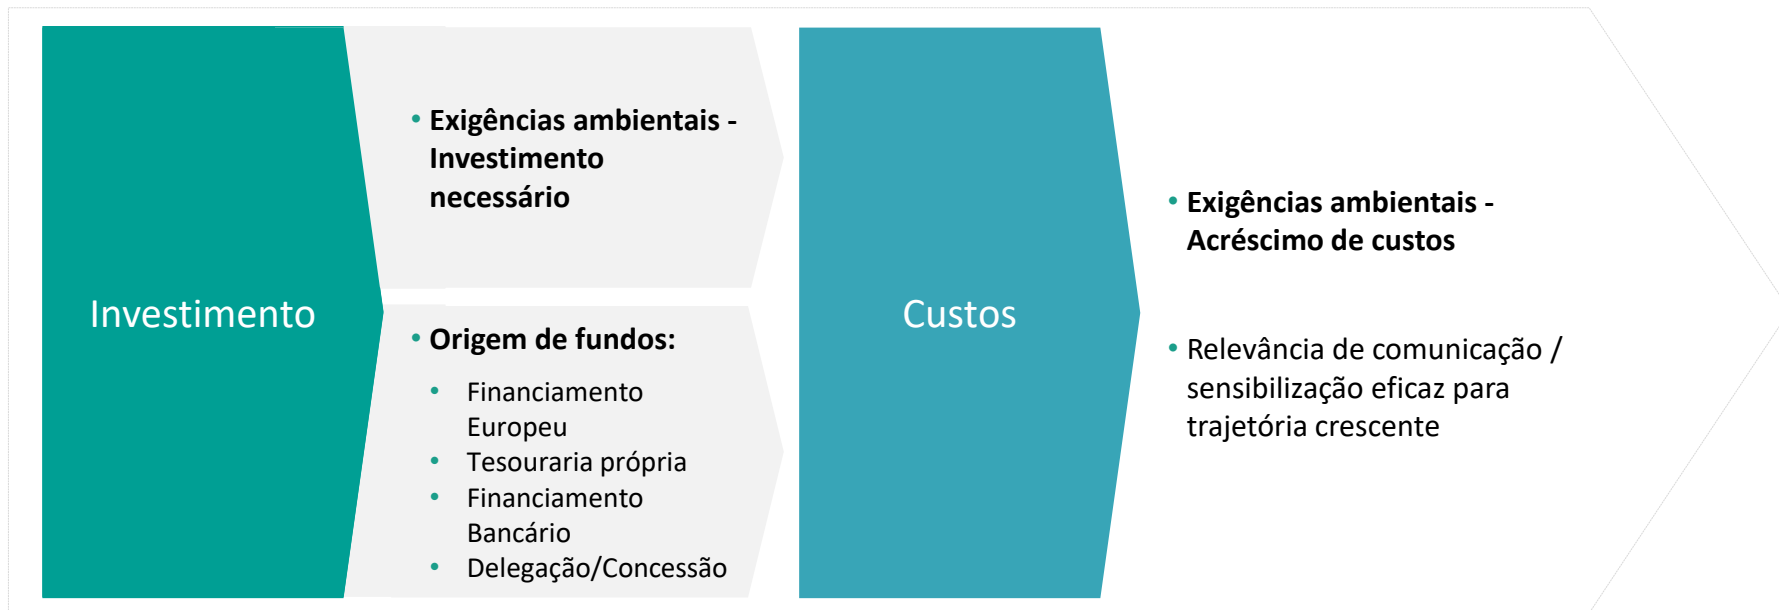 Investimento
• Exigências ambientais -
Investimento
necessário
• Origem de fundos:
• Financiamento
Europeu
• Tesouraria própria
• Financiamento
Bancário
• Delegação/Concessão
Custos
• Exigências ambientais -
Acréscimo de custos
• Relevância de comunicação /
sensibilização eficaz para
trajetória crescente